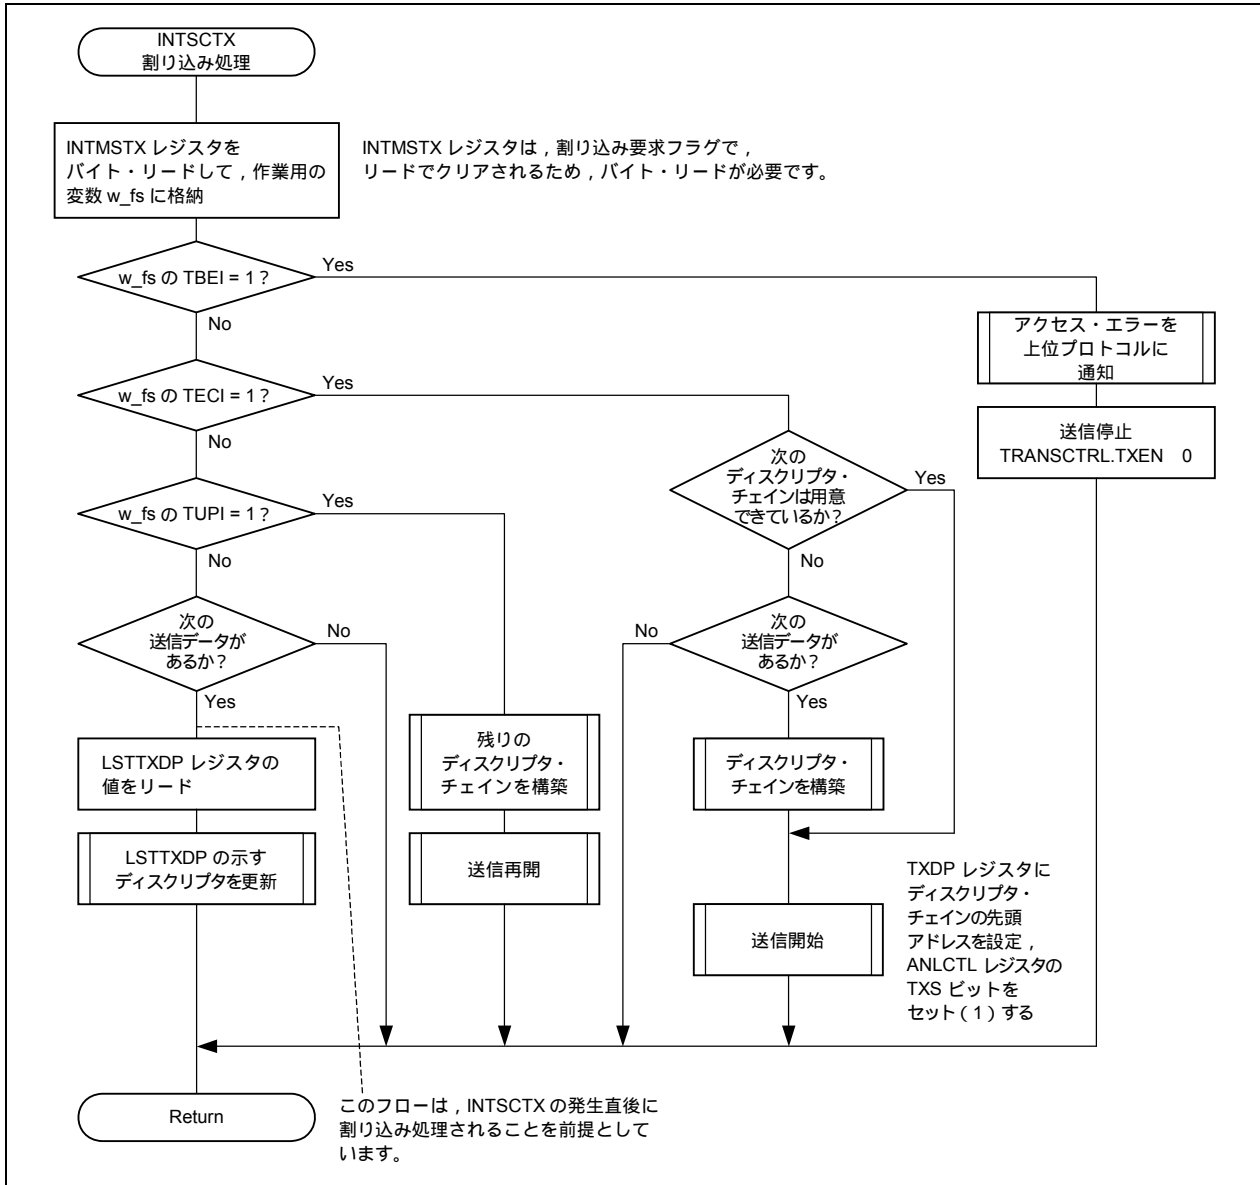 INTSCTX
割り込み処理
INTMSTX レジスタを
バイト・リードして，作業用の
変数 w_fs に格納
INTMSTX レジスタは，割り込み要求フラグで，
リードでクリアされるため，バイト・リードが必要です。
w_fs の TBEI = 1？
Yes
No
アクセス・エラーを
上位プロトコルに
通知
送信停止
TRANSCTRL.TXEN 0
w_fs の TECI = 1？
Yes
No
次の
ディスクリプタ・
チェインは用意
できているか？
Yes
No
w_fs の TUPI = 1？
Yes
No
次の
送信データが
あるか？
No
Yes
次の
送信データが
あるか？
No
Yes
LSTTXDP レジスタの
値をリード
残りの
ディスクリプタ・
チェインを構築
ディスクリプタ・
チェインを構築
LSTTXDP の示す
ディスクリプタを更新
送信再開
送信開始
TXDP レジスタに
ディスクリプタ・
チェインの先頭
アドレスを設定，
ANLCTL レジスタの
TXS ビットを
セット（1）する
Return
このフローは，INTSCTX の発生直後に
割り込み処理されることを前提として
います。